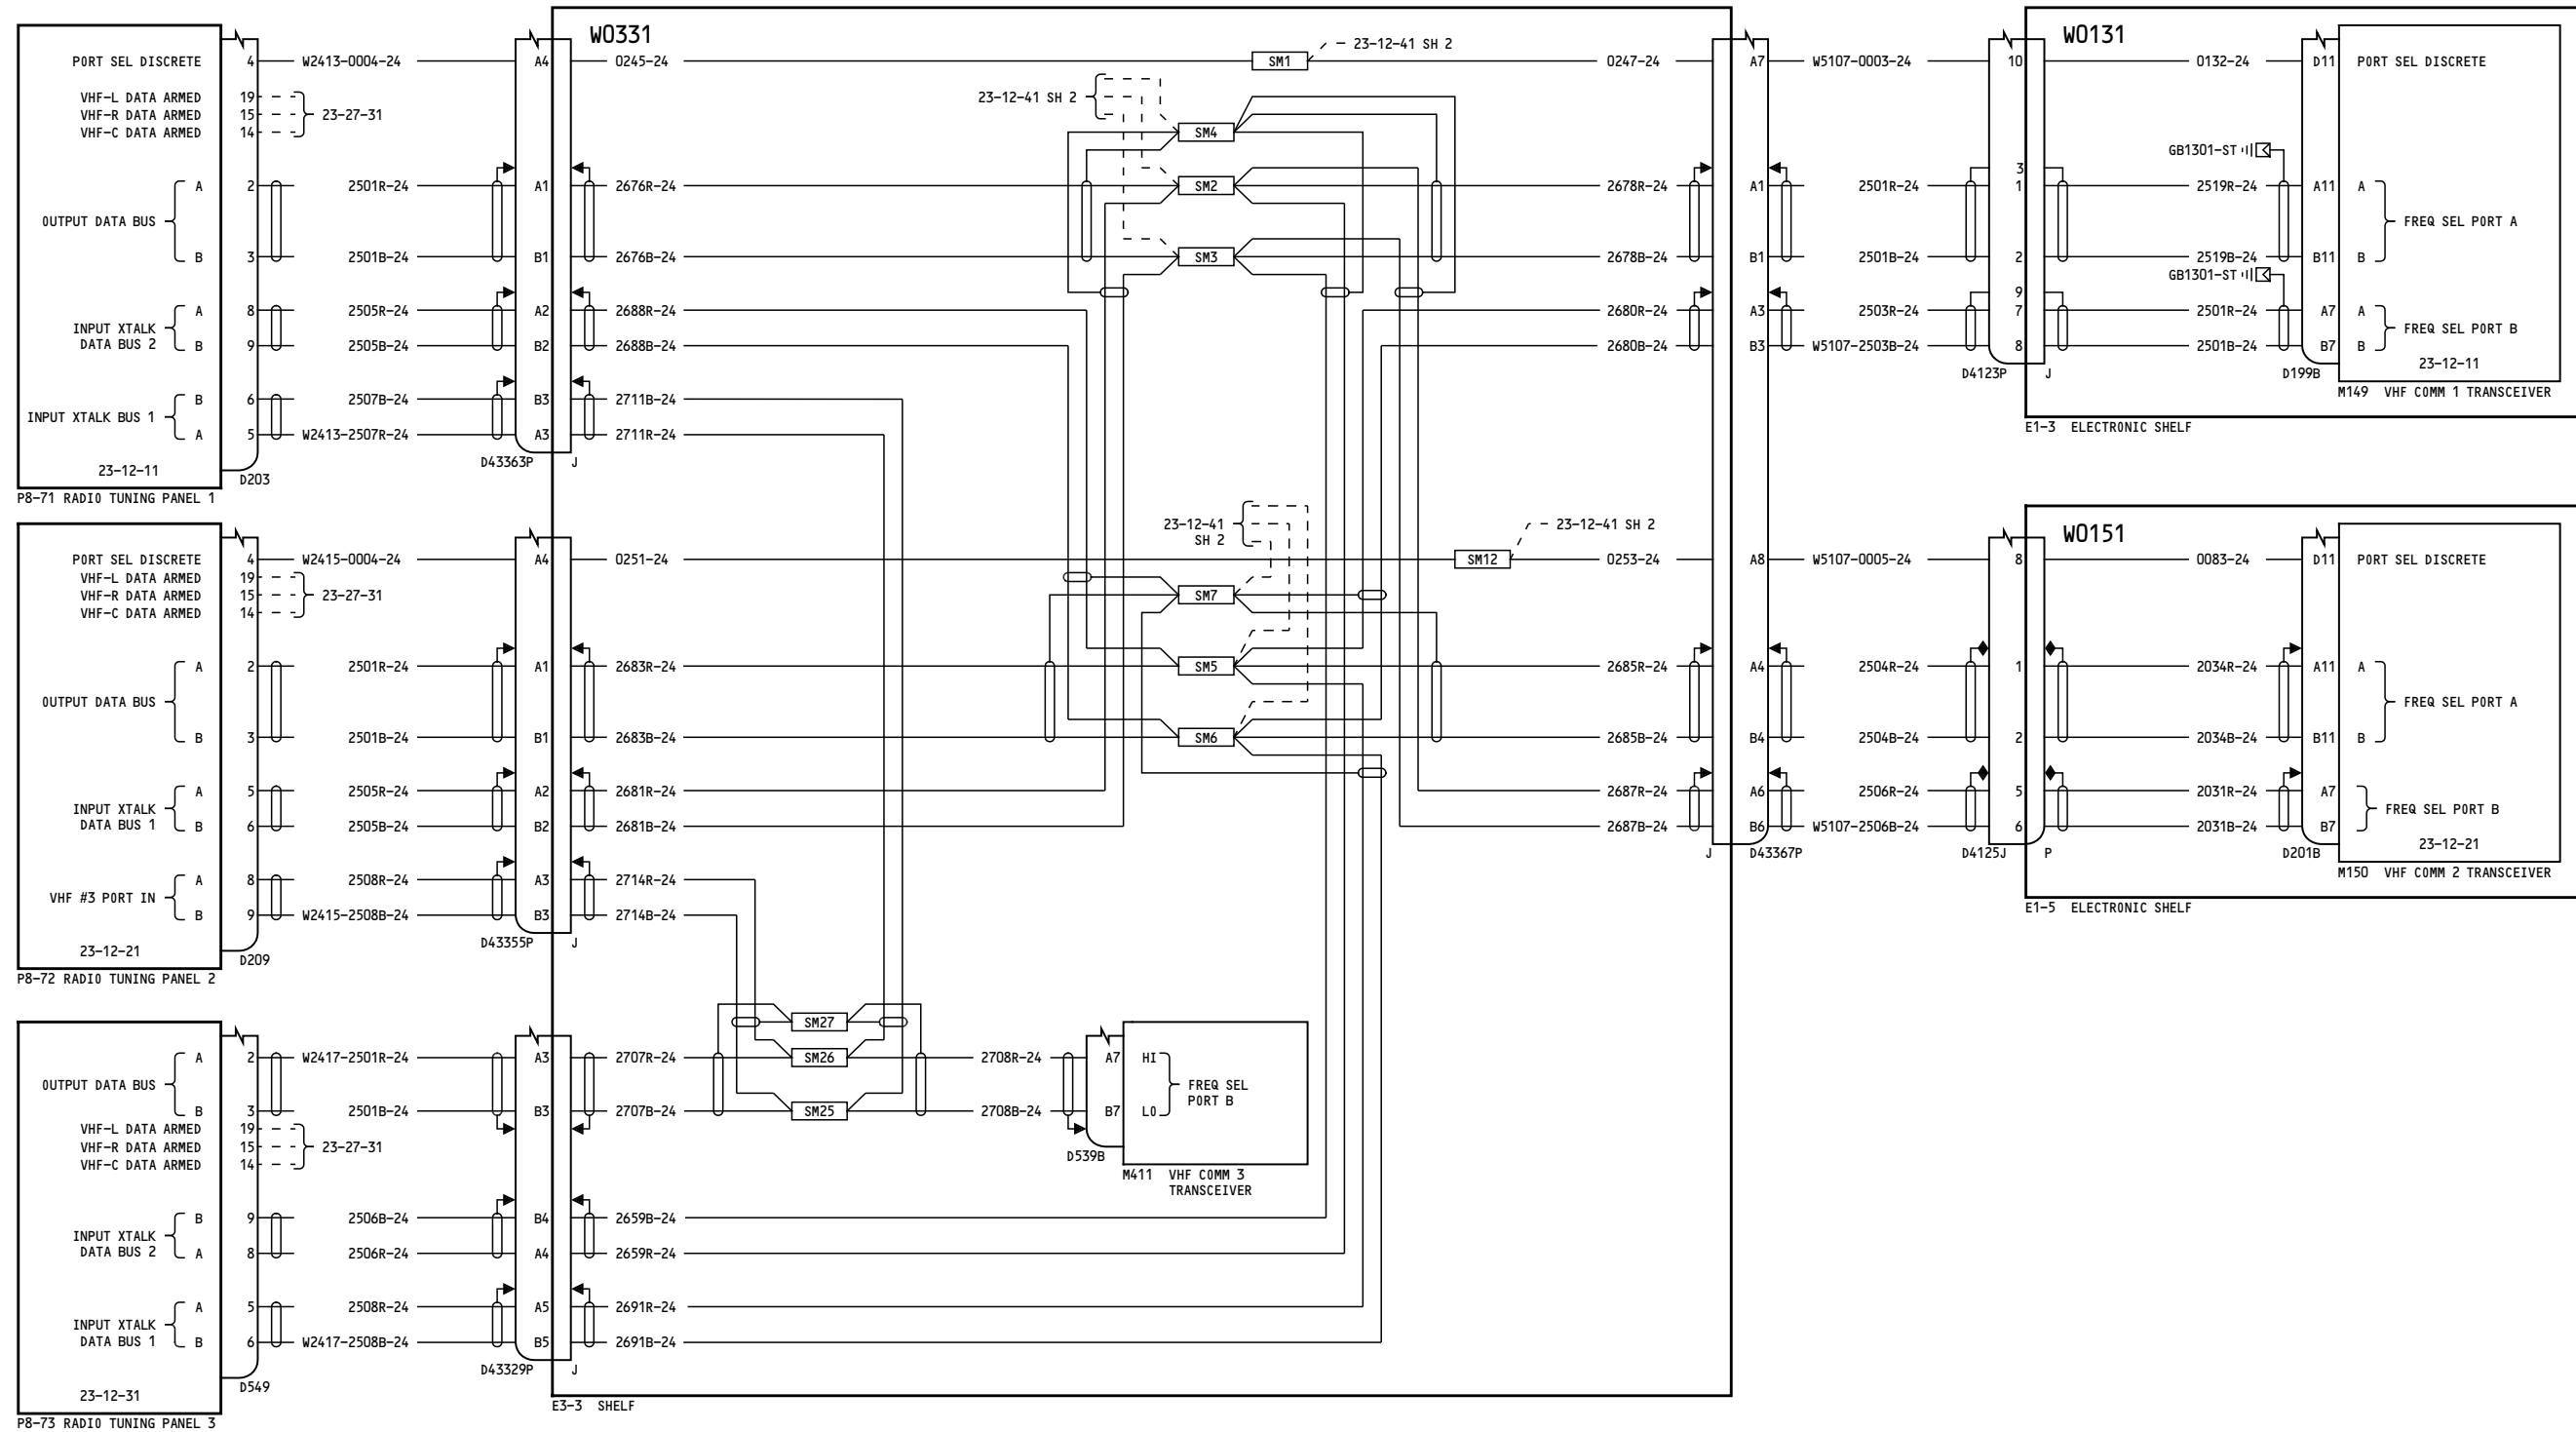 W0331
W0131
W0151
PORT SEL DISCRETE 4 W2413-0004-24 A4 0245-24 SM1 23-12-41 SH 2 0247-24 A7 W5107-0003-24 10 0132-24 D11 PORT SEL DISCRETE
VHF-L DATA ARMED 19
VHF-R DATA ARMED 15 23-27-31
VHF-C DATA ARMED 14
23-12-41 SH 2
SM4
GB1301-ST
3
A 2 2501R-24 A1 2676R-24 SM2 2678R-24 A1 2501R-24 1 2519R-24 A11 A
OUTPUT DATA BUS
FREQ SEL PORT A
B 3 2501B-24 B1 2676B-24 SM3 2678B-24 B1 2501B-24 2 2519B-24 B11 B
GB1301-ST
9
A 8 2505R-24 A2 2688R-24 2680R-24 A3 2503R-24 7 2501R-24 A7 A
INPUT XTALK
DATA BUS 2
FREQ SEL PORT B
B 9 2505B-24 B2 2688B-24 2680B-24 B3 W5107-2503B-24 8 2501B-24 B7 B
23-12-11
D4123P J D199B
M149 VHF COMM 1 TRANSCEIVER
E1-3 ELECTRONIC SHELF
B 6 2507B-24 B3 2711B-24
INPUT XTALK BUS 1
A 5 W2413-2507R-24 A3 2711R-24
23-12-11
D203
D43363P J
P8-71 RADIO TUNING PANEL 1
23-12-41
SH 2
23-12-41 SH 2
PORT SEL DISCRETE 4 W2415-0004-24 A4 0251-24 SM12 0253-24 A8 W5107-0005-24 8 0083-24 D11 PORT SEL DISCRETE
VHF-L DATA ARMED 19
VHF-R DATA ARMED 15 23-27-31
VHF-C DATA ARMED 14
SM7
A 2 2501R-24 A1 2683R-24 SM5 2685R-24 A4 2504R-24 1 2034R-24 A11 A
OUTPUT DATA BUS
FREQ SEL PORT A
B 3 2501B-24 B1 2683B-24 SM6 2685B-24 B4 2504B-24 2 2034B-24 B11 B
A 5 2505R-24 A2 2681R-24 2687R-24 A6 2506R-24 5 2031R-24 A7
INPUT XTALK
DATA BUS 1
FREQ SEL PORT B
B 6 2505B-24 B2 2681B-24 2687B-24 B6 W5107-2506B-24 6 2031B-24 B7
23-12-21
J D43367P D4125J P D201B
M150 VHF COMM 2 TRANSCEIVER
E1-5 ELECTRONIC SHELF
A 8 2508R-24 A3 2714R-24
VHF #3 PORT IN
B 9 W2415-2508B-24 B3 2714B-24
23-12-21
D209
D43355P J
P8-72 RADIO TUNING PANEL 2
SM27
A 2 W2417-2501R-24 A3 2707R-24 SM26 2708R-24 A7 HI
OUTPUT DATA BUS
FREQ SEL
PORT B
B 3 2501B-24 B3 2707B-24 SM25 2708B-24 B7 LO
VHF-L DATA ARMED 19
VHF-R DATA ARMED 15 23-27-31
VHF-C DATA ARMED 14
D539B
M411 VHF COMM 3
TRANSCEIVER
B 9 2506B-24 B4 2659B-24
INPUT XTALK
DATA BUS 2
A 8 2506R-24 A4 2659R-24
A 5 2508R-24 A5 2691R-24
INPUT XTALK
DATA BUS 1
B 6 W2417-2508B-24 B5 2691B-24
D43329P J
D549
23-12-31
P8-73 RADIO TUNING PANEL 3
E3-3 SHELF